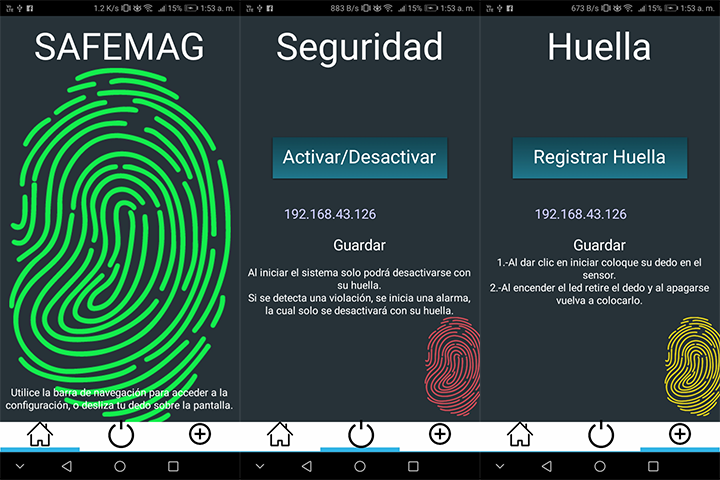 1.2 K/s 15% 1:53 a. m.
SAFEMAG
Utilice la barra de navegación para acceder a la
configuración, o desliza tu dedo sobre la pantalla.
883 B/s 15% 1:53 a. m.
Seguridad
Activar/Desactivar
192.168.43.126
Guardar
Al iniciar el sistema solo podrá desactivarse con
su huella.
Si se detecta una violación, se inicia una alarma,
la cual solo se desactivará con su huella.
673 B/s 15% 1:53 a. m.
Huella
Registrar Huella
192.168.43.126
Guardar
1.-Al dar clic en iniciar coloque su dedo en el
sensor.
2.-Al encender el led retire el dedo y al apagarse
vuelva a colocarlo.